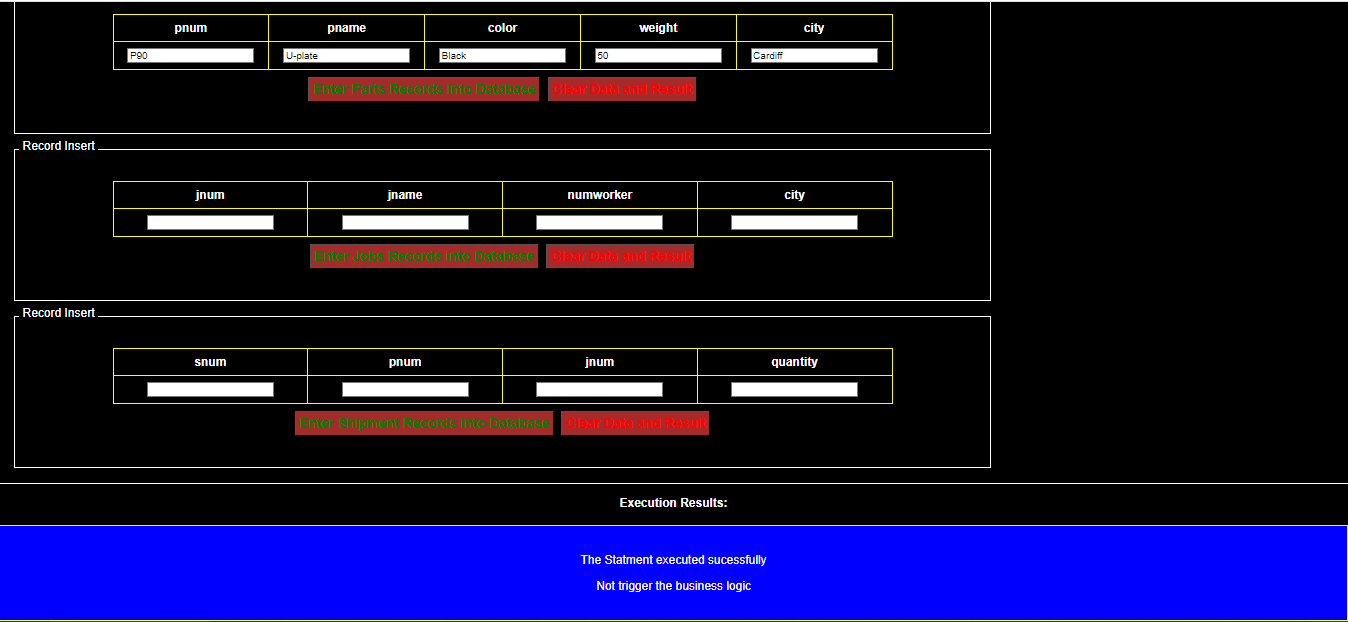 pnum pname color weight city
P90 U-plate Black 50 Cardiff
Enter Parts Records Into Database Clear Data and Result
Record Insert
jnum jname numworker city
Enter Jobs Records Into Database Clear Data and Result
Record Insert
snum pnum jnum quantity
Enter Shipment Records Into Database Clear Data and Result
Execution Results:
The Statment executed sucessfully
Not trigger the business logic